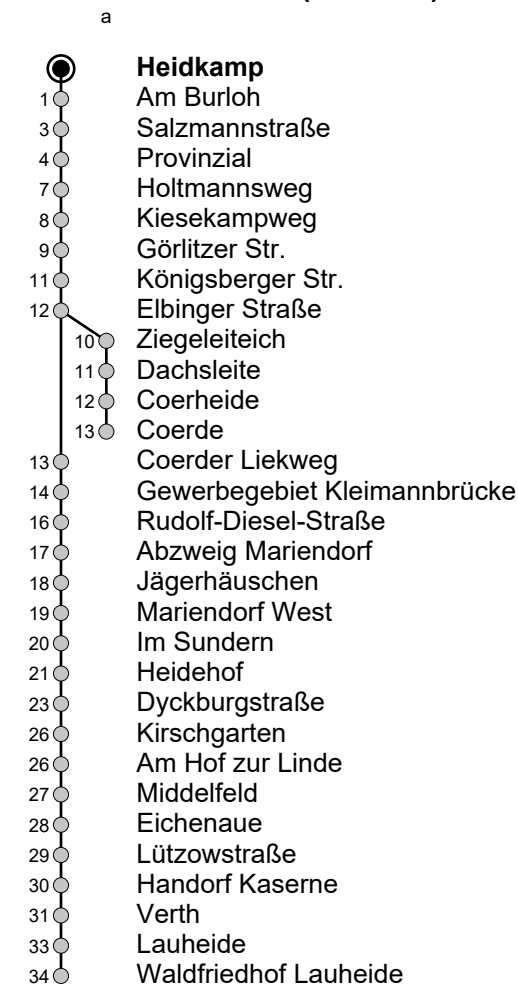 a
Heidkamp
1 Am Burloh
3 Salzmannstraße
4 Provinzial
7 Holtmannsweg
8 Kiesekampweg
9 Görlitzer Str.
11 Königsberger Str.
12 Elbinger Straße
10 Ziegeleiteich
11 Dachsleite
12 Coerheide
13 Coerde
13 Coerder Liekweg
14 Gewerbegebiet Kleimannbrücke
16 Rudolf-Diesel-Straße
17 Abzweig Mariendorf
18 Jägerhäuschen
19 Mariendorf West
20 Im Sundern
21 Heidehof
23 Dyckburgstraße
26 Kirschgarten
26 Am Hof zur Linde
27 Middelfeld
28 Eichenaue
29 Lützowstraße
30 Handorf Kaserne
31 Verth
33 Lauheide
34 Waldfriedhof Lauheide